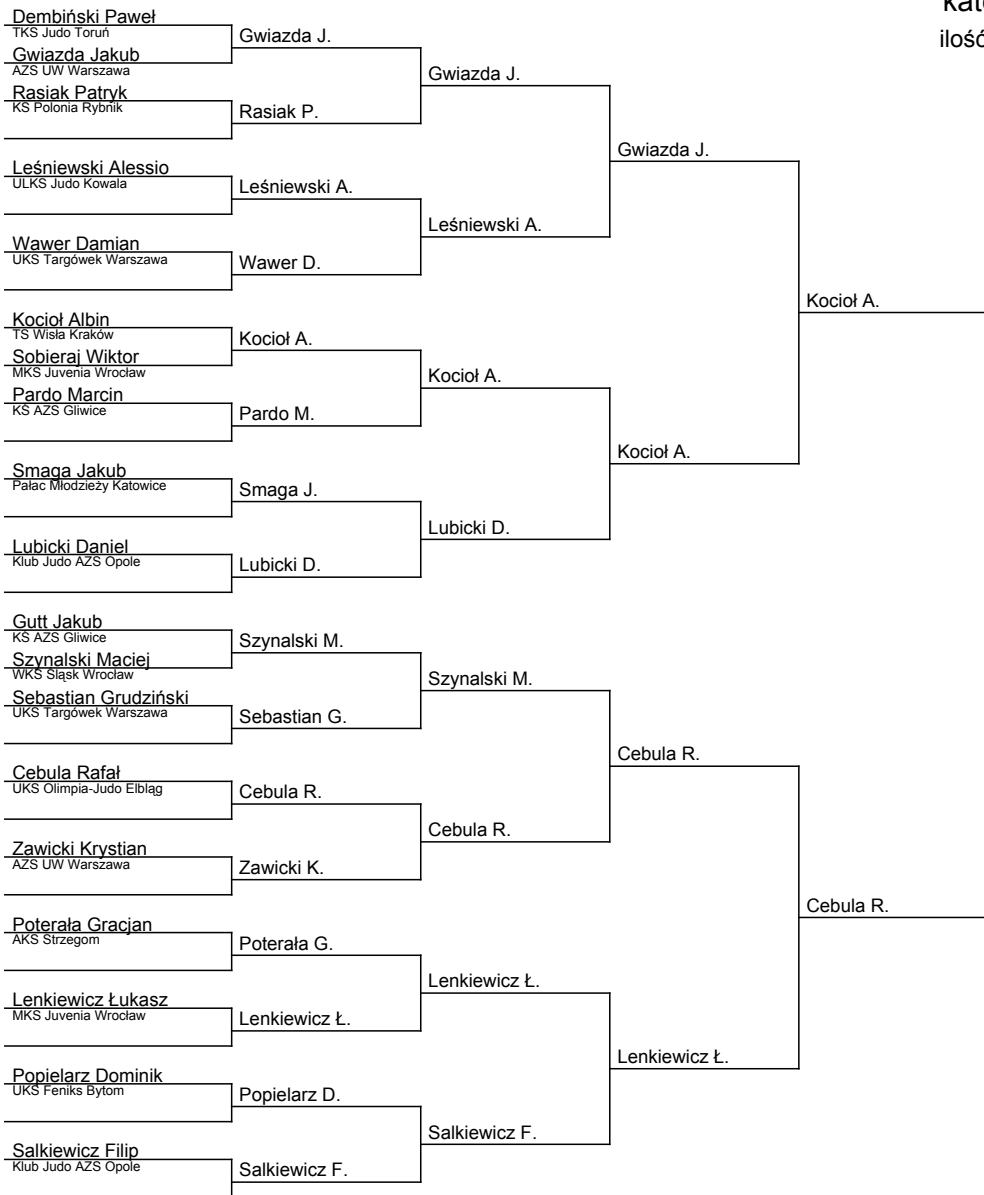 kat
ilość
Dembiński Paweł
TKS Judo Toruń
Gwiazda Jakub
AZS UW Warszawa
Rasiak Patryk
KS Polonia Rybnik
Leśniewski Alessio
ULKS Judo Kowala
Wawer Damian
UKS Targówek Warszawa
Kocioł Albin
TS Wisła Kraków
Sobieraj Wiktor
MKS Juvenia Wrocław
Pardo Marcin
KŚ AZS Gliwice
Smaga Jakub
Pałac Młodzieży Katowice
Lubicki Daniel
Klub Judo AZS Opole
Gutt Jakub
KŚ AZS Gliwice
Szynalski Maciej
WKS Śląsk Wrocław
Sebastian Grudziński
UKS Targówek Warszawa
Cebula Rafał
UKS Olimpia-Judo Elbląg
Zawicki Krystian
AZS UW Warszawa
Poterała Gracjan
AKS Strzegom
Lenkiewicz Łukasz
MKS Juvenia Wrocław
Popielarz Dominik
UKS Feniks Bytom
Salkiewicz Filip
Klub Judo AZS Opole
Gwiazda J.
Rasiak P.
Leśniewski A.
Wawer D.
Kocioł A.
Pardo M.
Smaga J.
Lubicki D.
Szynalski M.
Sebastian G.
Cebula R.
Zawicki K.
Poterała G.
Lenkiewicz Ł.
Popielarz D.
Salkiewicz F.
Gwiazda J.
Leśniewski A.
Kocioł A.
Lubicki D.
Szynalski M.
Cebula R.
Lenkiewicz Ł.
Salkiewicz F.
Gwiazda J.
Kocioł A.
Cebula R.
Lenkiewicz Ł.
Kocioł A.
Cebula R.